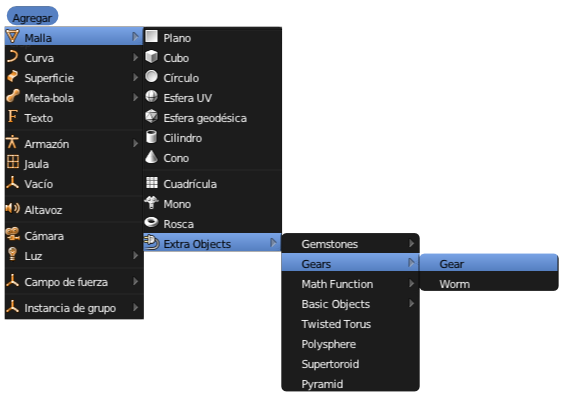 Agregar
Malla
Curva
Superficie
Meta-bola
Texto
Armazón
Jaula
Vacío
Altavoz
Cámara
Luz
Campo de fuerza
Instancia de grupo
Plano
Cubo
Círculo
Esfera UV
Esfera geodésica
Cilindro
Cono
Cuadrícula
Mono
Rosca
Extra Objects
Gemstones
Gears
Math Function
Basic Objects
Twisted Torus
Polysphere
Supertoroid
Pyramid
Gear
Worm